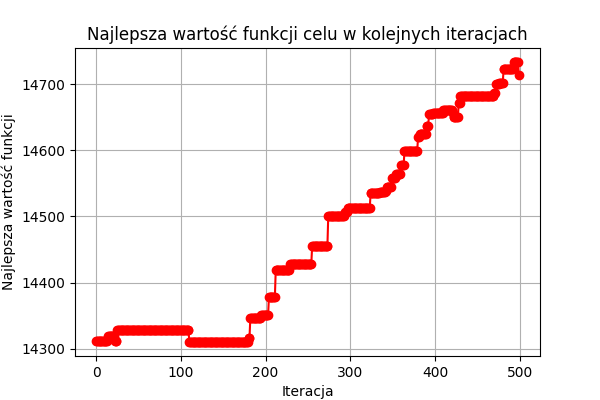 Najlepsza wartość funkcji celu w kolejnych iteracjach
Najlepsza wartość funkcji
14700
14600
14500
14400
14300
0 100 200 300 400 500
Iteracja